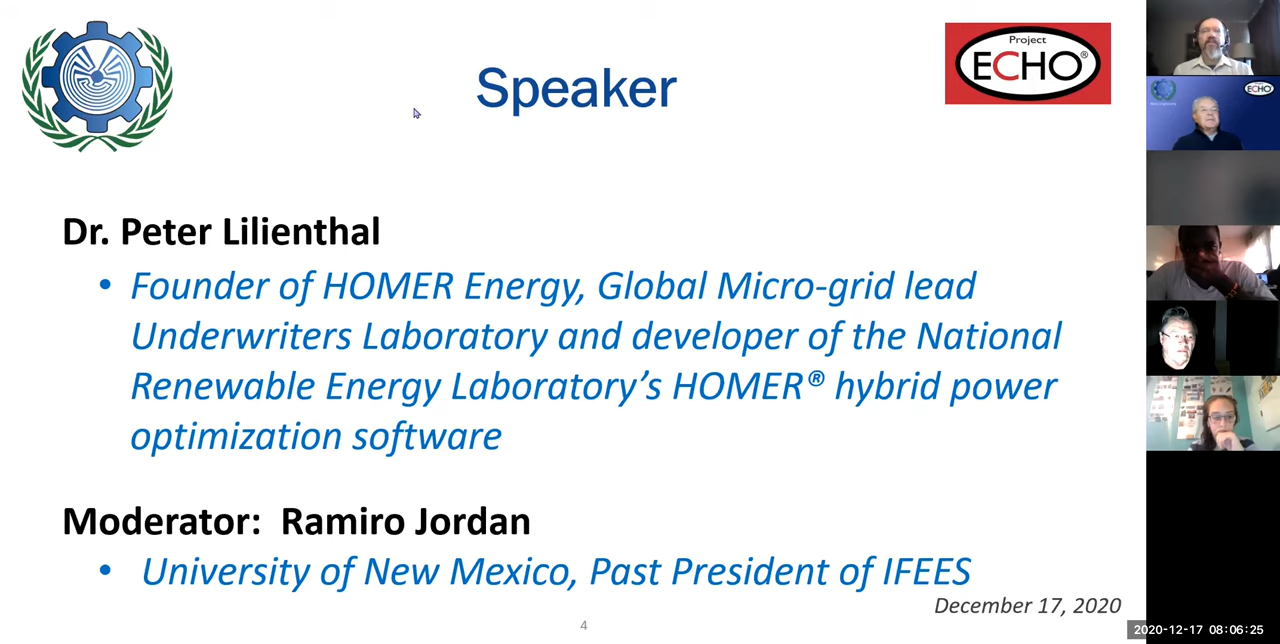 Project
ECHO®
Speaker
ECHO
Dr. Peter Lilienthal
• Founder of HOMER Energy, Global Micro-grid lead
Underwriters Laboratory and developer of the National
Renewable Energy Laboratory’s HOMER® hybrid power
optimization software
Moderator: Ramiro Jordan
• University of New Mexico, Past President of IFEES
December 17, 2020
4
2020-12-17 08:06:25